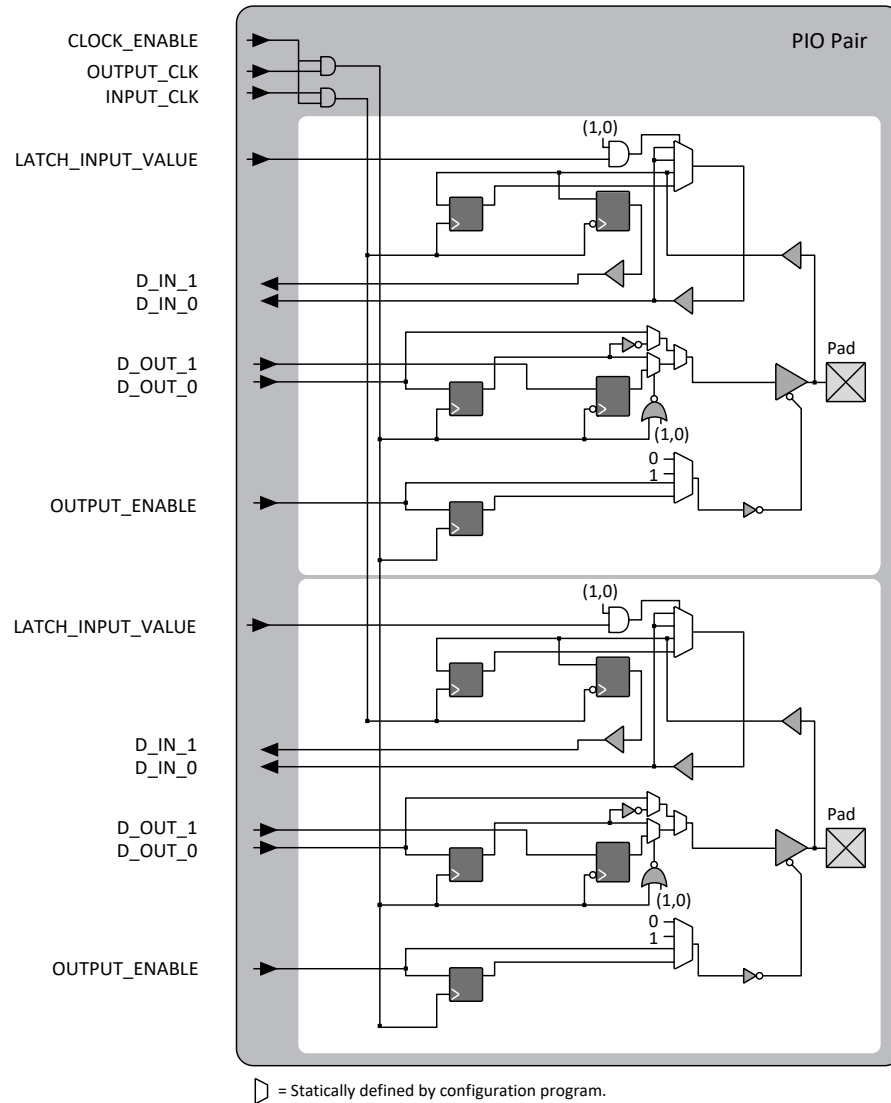 CLOCK_ENABLE
PIO Pair
OUTPUT_CLK
INPUT_CLK
(1,0)
LATCH_INPUT_VALUE
D_IN_1
D_IN_0
D_OUT_1
Pad
D_OUT_0
(1,0)
0
1
OUTPUT_ENABLE
(1,0)
LATCH_INPUT_VALUE
D_IN_1
D_IN_0
D_OUT_1
Pad
D_OUT_0
(1,0)
0
1
OUTPUT_ENABLE
= Statically defined by configuration program.